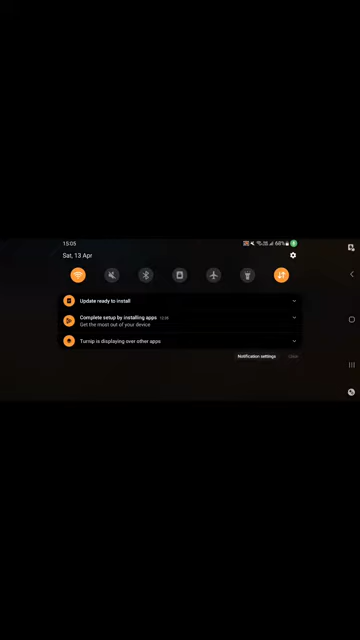 15:05
68%
Sat, 13 Apr
Update ready to install
Complete setup by installing apps
Get the most out of your device
Turnip is displaying over other apps
Notification settings